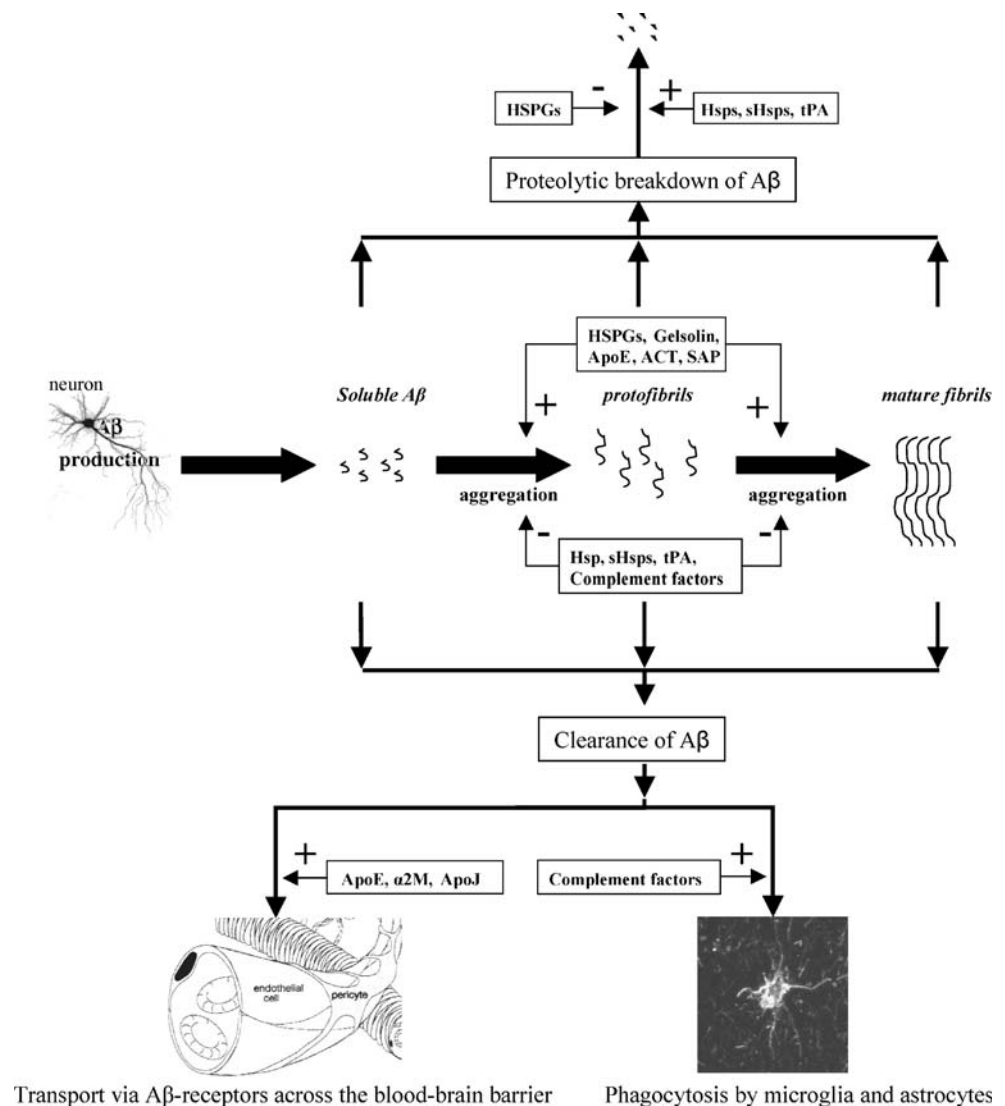 -
+
HSPGs
Hsps, sHsps, tPA
Proteolytic breakdown of Aβ
HSPGs, Gelsolin,
ApoE, ACT, SAP
neuron
Aβ
production
Soluble Aβ
protofibrils
mature fibrils
+
+
aggregation
aggregation
-
-
Hsp, sHsps, tPA,
Complement factors
Clearance of Aβ
+
+
ApoE, α2M, ApoJ
Complement factors
endothelial
cell
pericyte
Transport via Aβ-receptors across the blood-brain barrier
Phagocytosis by microglia and astrocytes